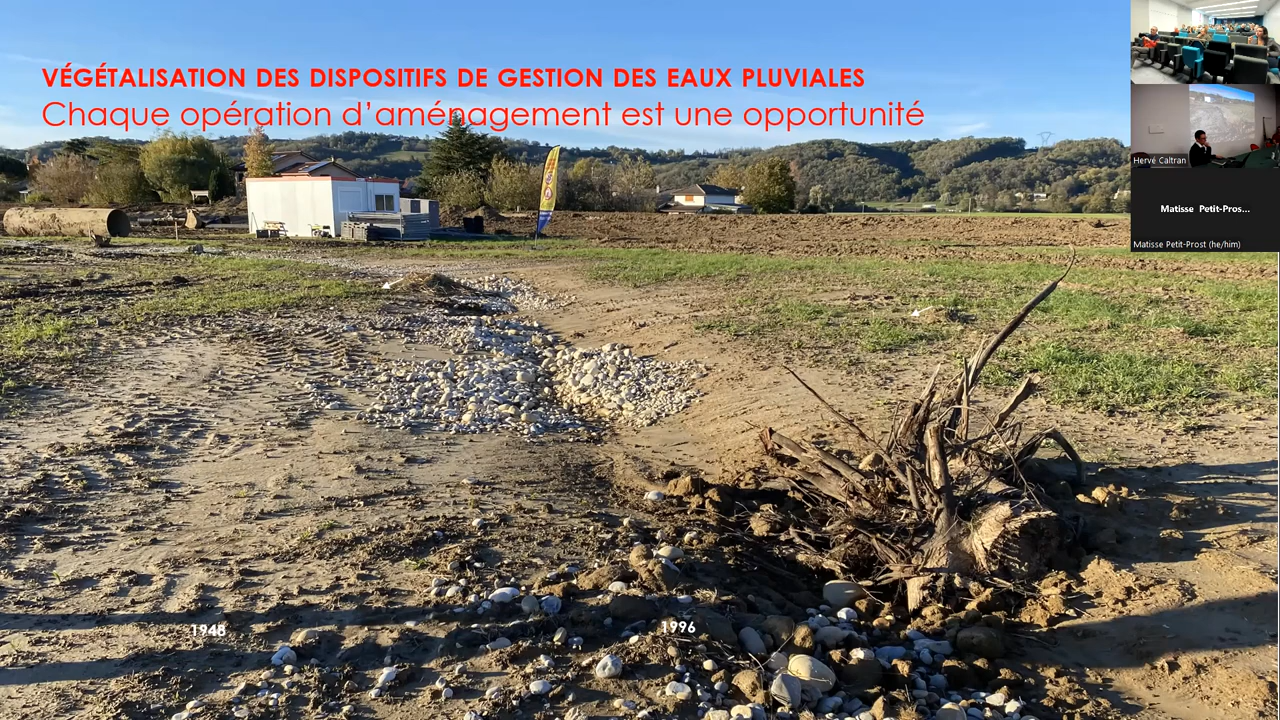 VÉGÉTALISATION DES DISPOSITIFS DE GESTION DES EAUX PLUVIALES
Chaque opération d’aménagement est une opportunité
Hervé Caltran
Matisse Petit-Pros...
Matisse Petit-Prost (he/him)
1948
1996